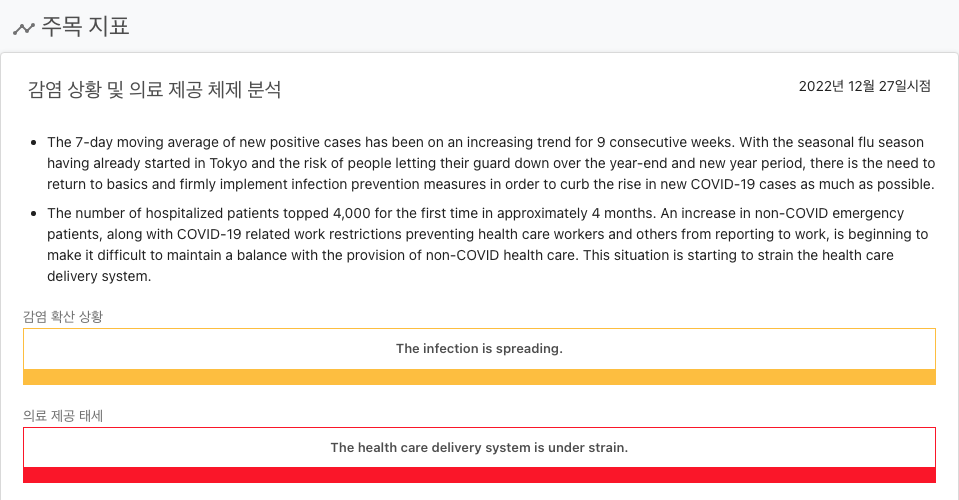 주목 지표
감염 상황 및 의료 제공 체제 분석
2022년 12월 27일시점
The 7-day moving average of new positive cases has been on an increasing trend for 9 consecutive weeks. With the seasonal flu season
having already started in Tokyo and the risk of people letting their guard down over the year-end and new year period, there is the need to
return to basics and firmly implement infection prevention measures in order to curb the rise in new COVID-19 cases as much as possible.
The number of hospitalized patients topped 4,000 for the first time in approximately 4 months. An increase in non-COVID emergency
patients, along with COVID-19 related work restrictions preventing health care workers and others from reporting to work, is beginning to
make it difficult to maintain a balance with the provision of non-COVID health care. This situation is starting to strain the health care
delivery system.
감염 확산 상황
The infection is spreading.
의료 제공 태세
The health care delivery system is under strain.